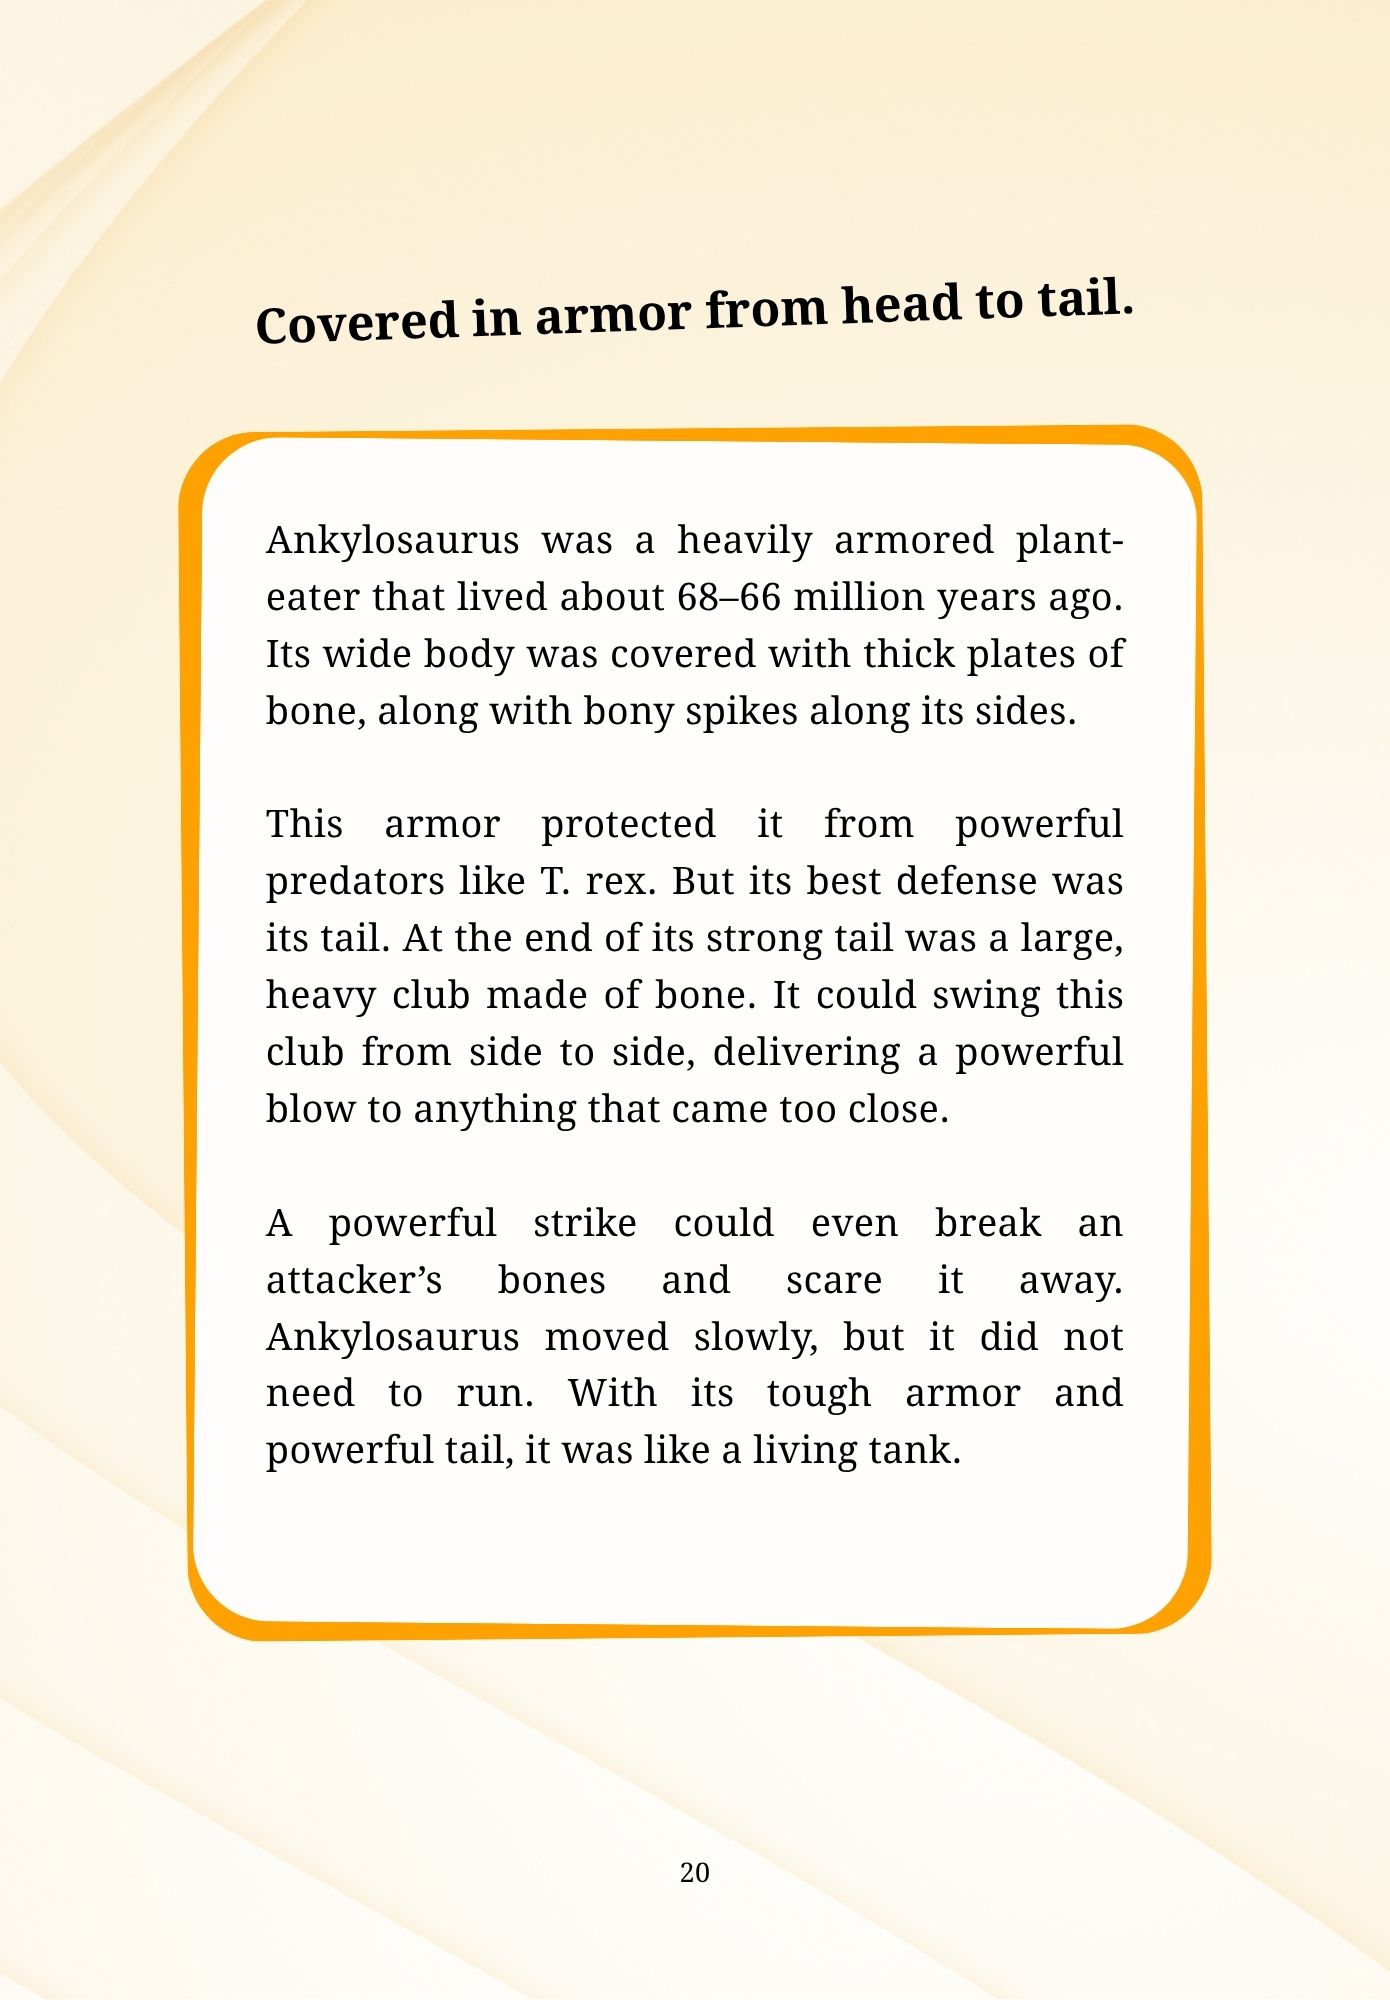 Covered in armor from head to tail.
Ankylosaurus was a heavily armored plant-
eater that lived about 68–66 million years ago.
Its wide body was covered with thick plates of
bone, along with bony spikes along its sides.
This armor protected it from powerful
predators like T. rex. But its best defense was
its tail. At the end of its strong tail was a large,
heavy club made of bone. It could swing this
club from side to side, delivering a powerful
blow to anything that came too close.
A powerful strike could even break an
attacker’s bones and scare it away.
Ankylosaurus moved slowly, but it did not
need to run. With its tough armor and
powerful tail, it was like a living tank.
20